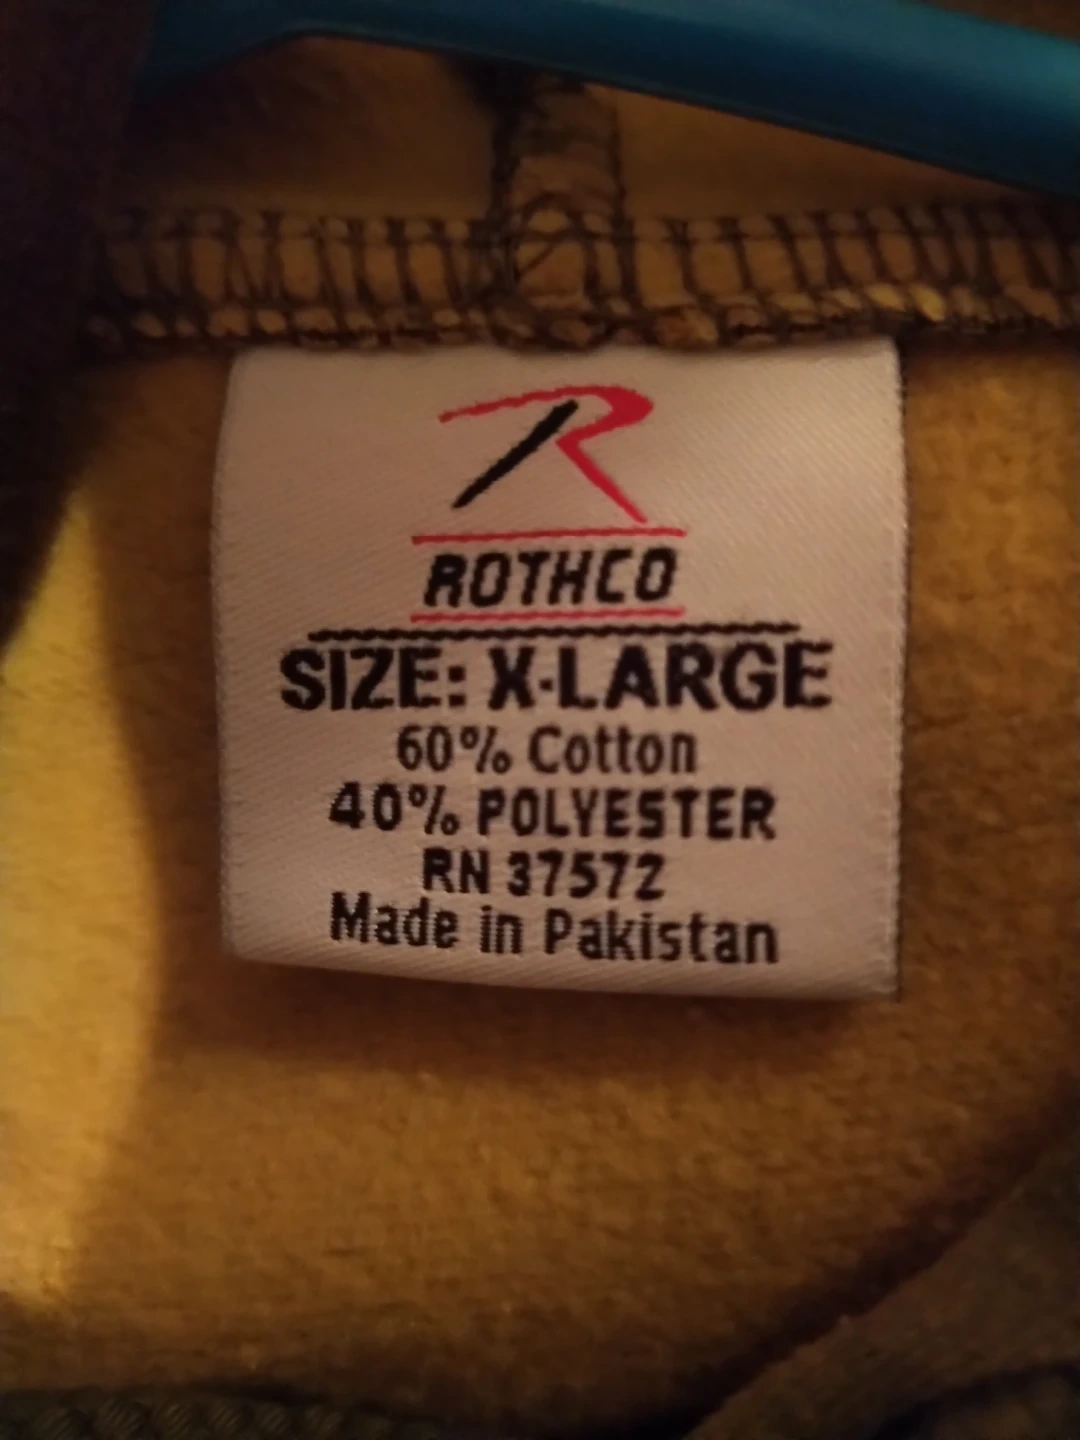 R
ROTHCO
SIZE: X-LARGE
60% Cotton
40% POLYESTER
RN 37572
Made in Pakistan